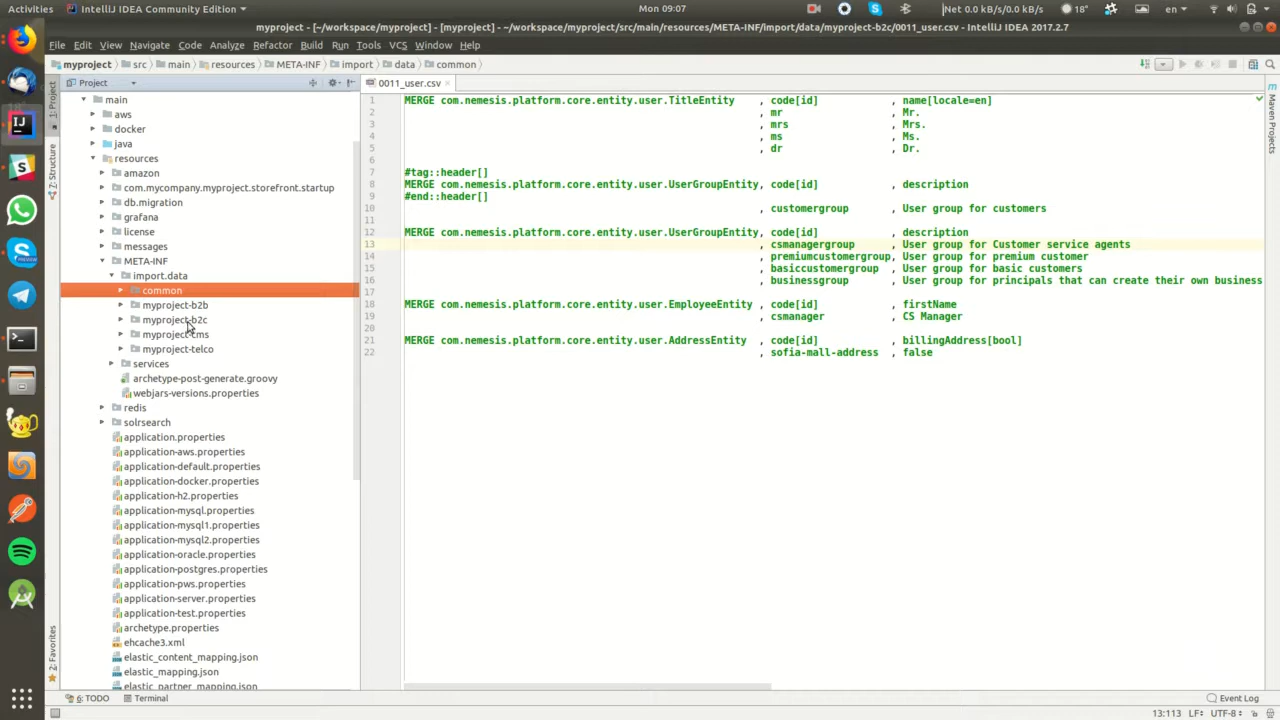 Activities
IntelliJ IDEA Community Edition
Mon 09:07
Net 0.0 kB/s0.0 kB/s
18°
en
myproject - [~/workspace/myproject] - [myproject] - ~/workspace/myproject/src/main/resources/META-INF/import/data/myproject-b2c/0011_user.csv - IntelliJ IDEA 2017.2.7
File Edit View Navigate Code Analyze Refactor Build Run Tools VCS Window Help
myproject src main resources META-INF import data common
Project
0011_user.csv
1: Project
7: Structure
2: Favorites
Maven Projects
main
aws
docker
java
resources
amazon
com.mycompany.myproject.storefront.startup
db.migration
grafana
license
messages
META-INF
import.data
common
myproject-b2b
myproject-b2c
myproject-cms
myproject-telco
services
archetype-post-generate.groovy
webjars-versions.properties
redis
solrsearch
application.properties
application-aws.properties
application-default.properties
application-docker.properties
application-h2.properties
application-mysql.properties
application-mysql1.properties
application-mysql2.properties
application-oracle.properties
application-postgres.properties
application-pws.properties
application-server.properties
application-test.properties
archetype.properties
ehcache3.xml
elastic_content_mapping.json
elastic_mapping.json
elastic_partner_mapping.json
1 MERGE com.nemesis.platform.core.entity.user.TitleEntity , code[id] , name[locale=en]
2 , mr , Mr.
3 , mrs , Mrs.
4 , ms , Ms.
5 , dr , Dr.
6
7 #tag::header[]
8 MERGE com.nemesis.platform.core.entity.user.UserGroupEntity, code[id] , description
9 #end::header[]
10 , customergroup , User group for customers
11
12 MERGE com.nemesis.platform.core.entity.user.UserGroupEntity, code[id] , description
13 , csmanagergroup , User group for Customer service agents
14 , premiumcustomergroup, User group for premium customer
15 , basiccustomergroup , User group for basic customers
16 , businessgroup , User group for principals that can create their own business
17
18 MERGE com.nemesis.platform.core.entity.user.EmployeeEntity , code[id] , firstName
19 , csmanager , CS Manager
20
21 MERGE com.nemesis.platform.core.entity.user.AddressEntity , code[id] , billingAddress[bool]
22 , sofia-mall-address , false
6: TODO
Terminal
Event Log
13:113 LF÷ UTF-8÷